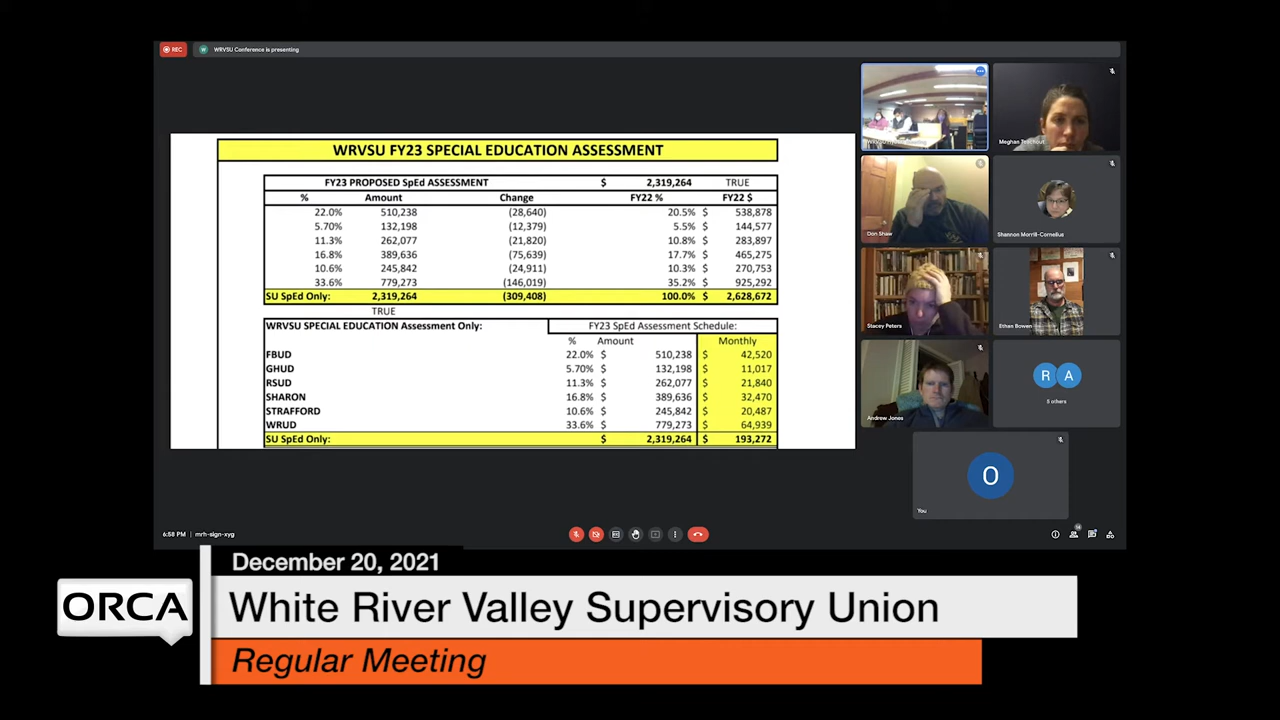 REC
W
WRVSU Conference is presenting
WRVSU FY23 SPECIAL EDUCATION ASSESSMENT
FY23 PROPOSED SpEd ASSESSMENT $ 2,319,264 TRUE
% Amount Change FY22 % FY22 $
22.0% 510,238 (28,640) 20.5% $ 538,878
5.70% 132,198 (12,379) 5.5% $ 144,577
11.3% 262,077 (21,820) 10.8% $ 283,897
16.8% 389,636 (75,639) 17.7% $ 465,275
10.6% 245,842 (24,911) 10.3% $ 270,753
33.6% 779,273 (146,019) 35.2% $ 925,292
SU SpEd Only: 2,319,264 (309,408) 100.0% $ 2,628,672
TRUE
WRVSU SPECIAL EDUCATION Assessment Only: FY23 SpEd Assessment Schedule:
% Amount Monthly
FBUD 22.0% $ 510,238 $ 42,520
GHUD 5.70% $ 132,198 $ 11,017
RSUD 11.3% $ 262,077 $ 21,840
SHARON 16.8% $ 389,636 $ 32,470
STRAFFORD 10.6% $ 245,842 $ 20,487
WRUD 33.6% $ 779,273 $ 64,939
SU SpEd Only: $ 2,319,264 $ 193,272
Meghan Teachout
Don Shaw
Shannon Morrill-Cornelius
Stacey Peters
Ethan Bowen
Andrew Jones
R A
5 others
O
You
6:58 PM | mrh-sign-xyg
14
December 20, 2021
ORCA
White River Valley Supervisory Union
Regular Meeting